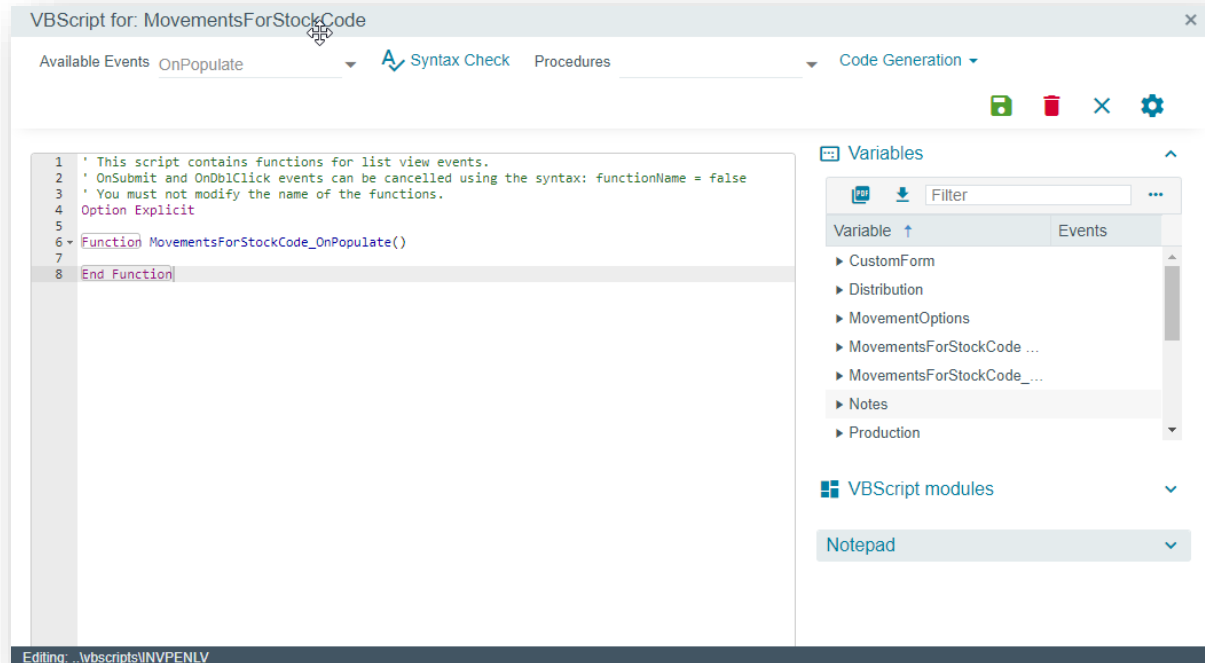 VBScript for: MovementsForStockCode
Available Events OnPopulate Syntax Check Procedures Code Generation
1 ' This script contains functions for list view events.
2 ' OnSubmit and OnDblClick events can be cancelled using the syntax: functionName = false
3 ' You must not modify the name of the functions.
4 Option Explicit
5
6 Function MovementsForStockCode_OnPopulate()
7
8 End Function
Variables
PDF Filter ...
Variable Events
CustomForm
Distribution
MovementOptions
MovementsForStockCode ...
MovementsForStockCode_...
Notes
Production
VBScript modules
Notepad
Editing: ..\vbscripts\INVPENLV